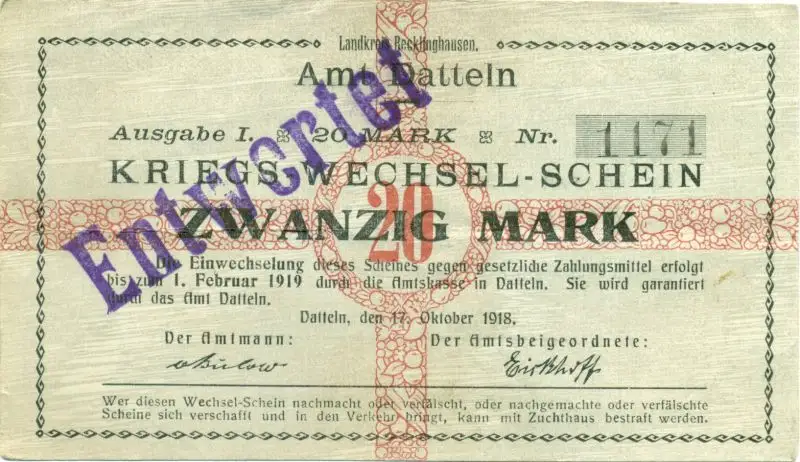 Landkreis Recklinghausen.
Amt Datteln
Ausgabe I. 20 MARK Nr. 1171
KRIEGS-WECHSEL-SCHEIN
ZWANZIG MARK
20
Die Einwechselung dieses Scheines gegen gesetzliche Zahlungsmittel erfolgt
bis zum 1. Februar 1919 durch die Amtskasse in Datteln. Sie wird garantiert
durch das Amt Datteln.
Datteln, den 17. Oktober 1918.
Der Amtmann: Der Amtsbeigeordnete:
Wer diesen Wechsel-Schein nachmacht oder verfälscht, oder nachgemachte oder verfälschte
Scheine sich verschafft und in den Verkehr bringt, kann mit Zuchthaus bestraft werden.
Entwertet